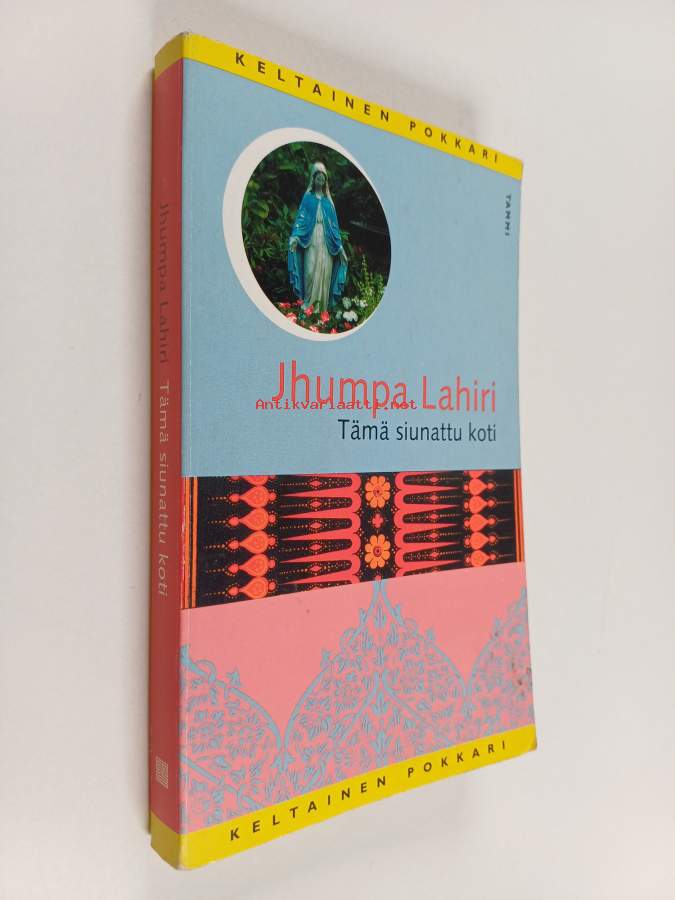 KELTAINEN POKKARI
TAMMI
Jhumpa Lahiri
Antikvariaatti.net
Tämä siunattu koti
KELTAINEN POKKARI
Jhumpa Lahiri Tämä siunattu koti